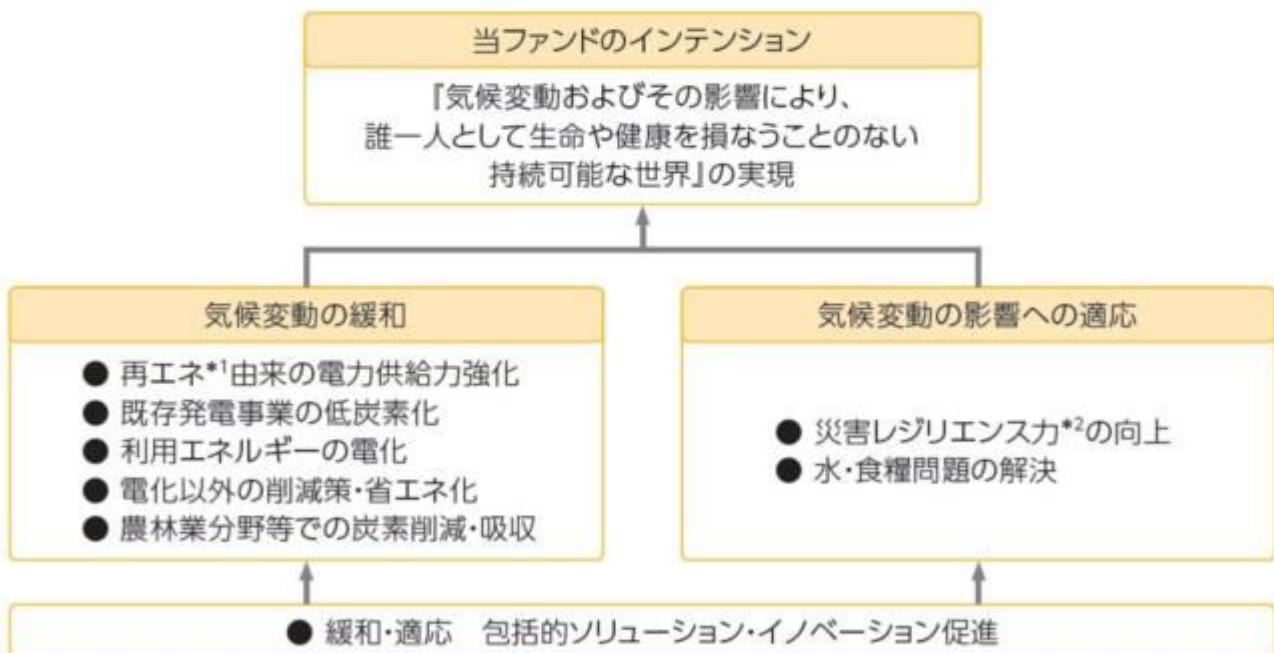 当ファンドのインテンション
『気候変動およびその影響により、
誰一人として生命や健康を損なうことのない
持続可能な世界』の実現
気候変動の緩和
● 再エネ*1由来の電力供給力強化
● 既存発電事業の低炭素化
● 利用エネルギーの電化
● 電化以外の削減策・省エネ化
● 農林業分野等での炭素削減・吸収
気候変動の影響への適応
● 災害レジリエンス力*2の向上
● 水・食糧問題の解決
● 緩和・適応　包括的ソリューション・イノベーション促進